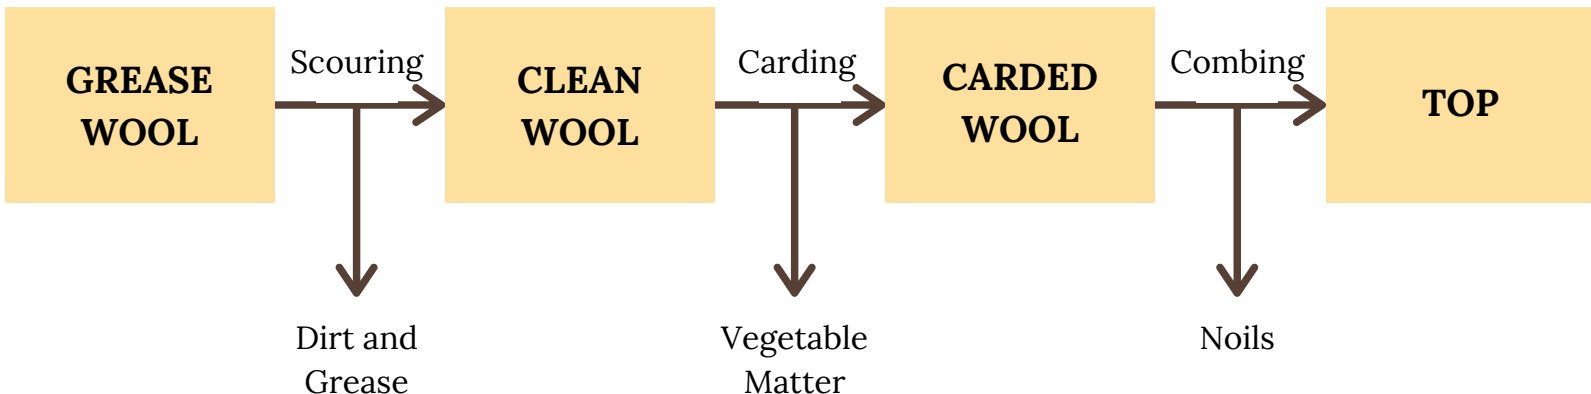 GREASE
WOOL
Scouring
CLEAN
WOOL
Carding
CARDED
WOOL
Combing
TOP
Dirt and
Grease
Vegetable
Matter
Noils